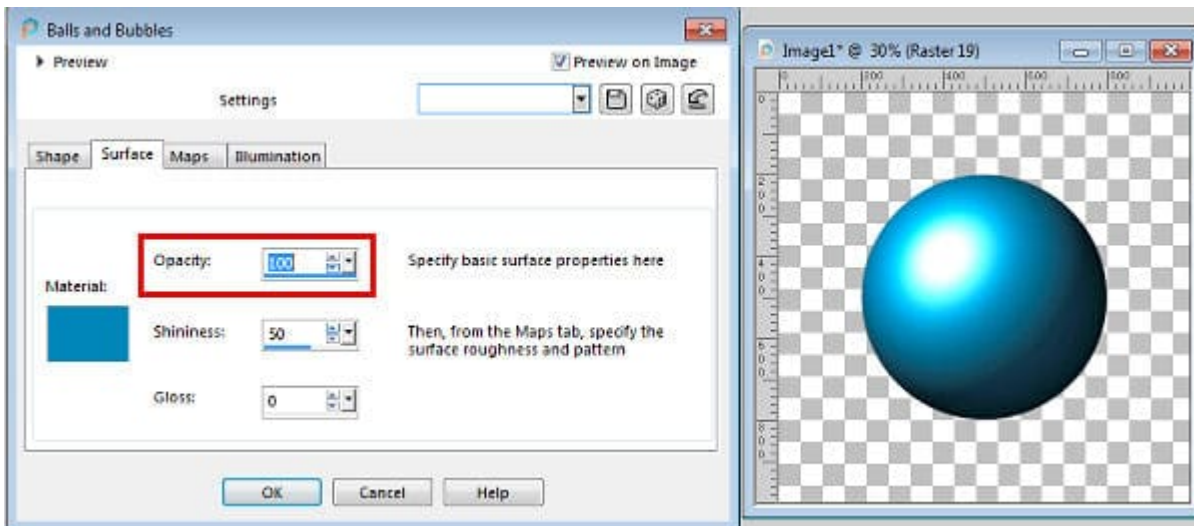 Balls and Bubbles
Preview
Preview on Image
Settings
Shape Surface Maps Illumination
Opacity: 100 Specify basic surface properties here
Material:
Shininess: 50 Then, from the Maps tab, specify the
surface roughness and pattern
Gloss: 0
OK Cancel Help
Image1* @ 30% (Raster 19)